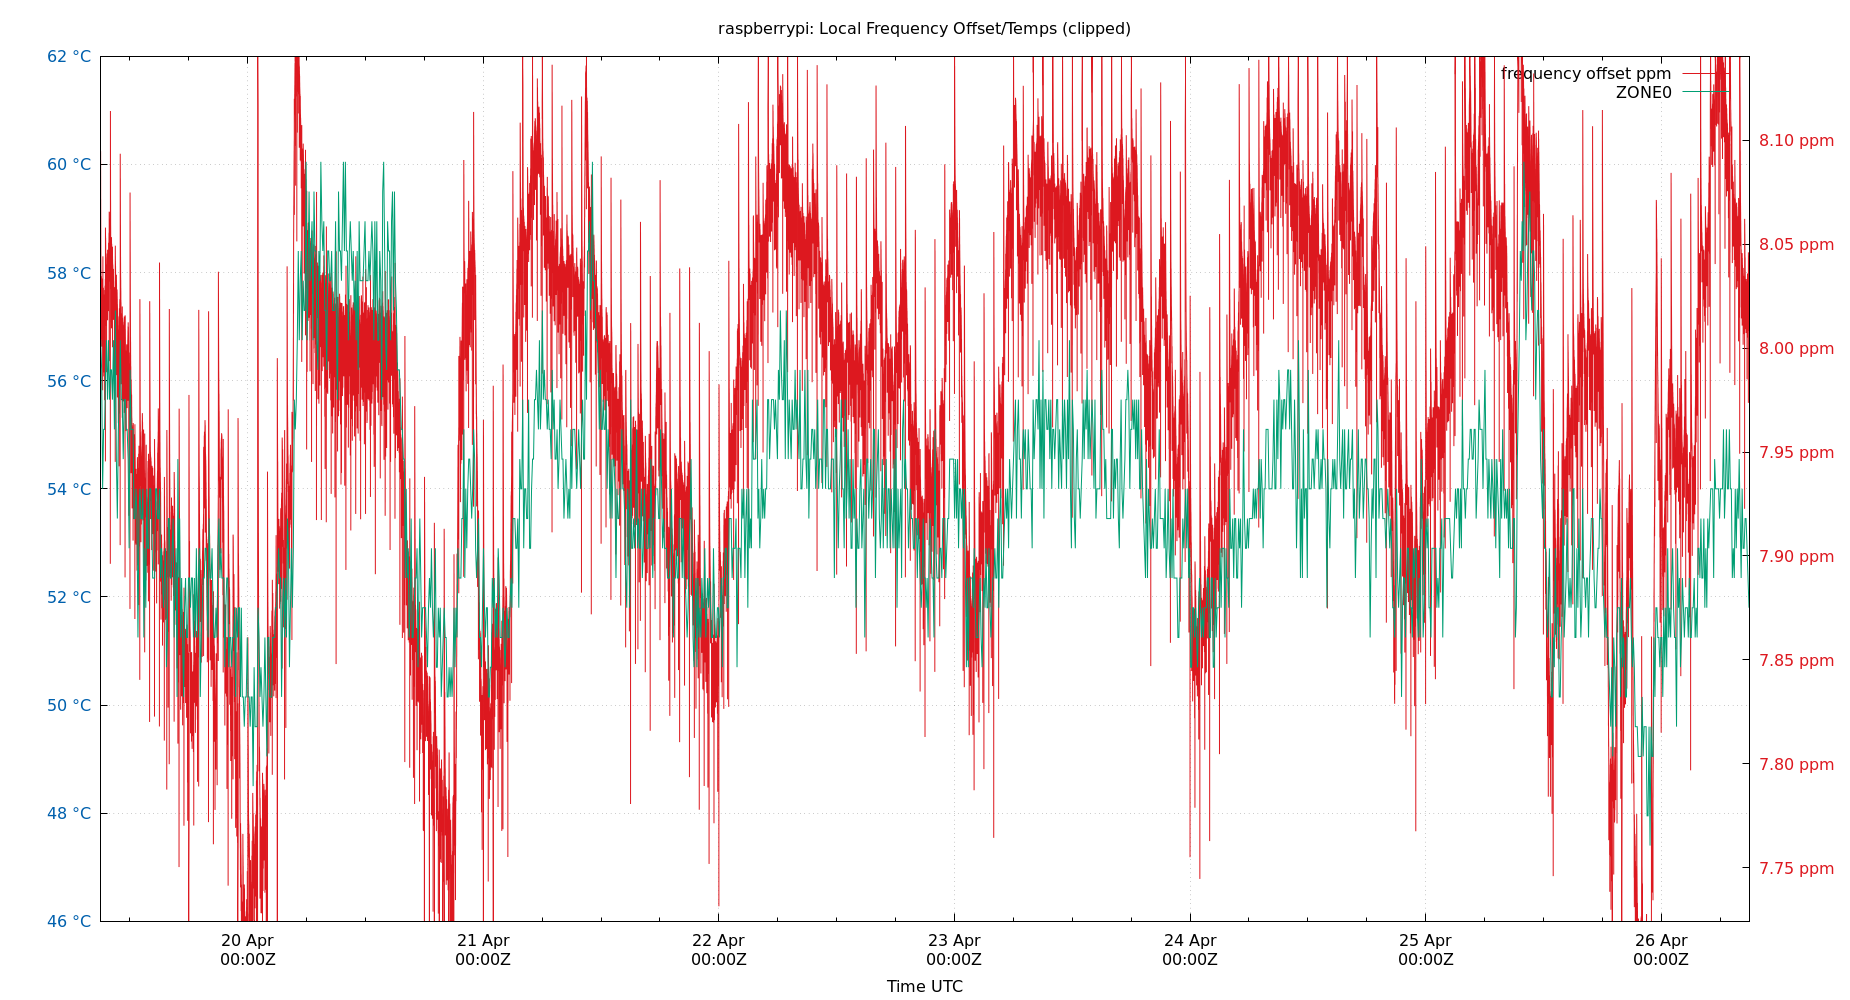 raspberrypi: Local Frequency Offset/Temps (clipped)
62 °C
60 °C
58 °C
56 °C
54 °C
52 °C
50 °C
48 °C
46 °C
frequency offset ppm
ZONE0
8.10 ppm
8.05 ppm
8.00 ppm
7.95 ppm
7.90 ppm
7.85 ppm
7.80 ppm
7.75 ppm
20 Apr
00:00Z
21 Apr
00:00Z
22 Apr
00:00Z
23 Apr
00:00Z
24 Apr
00:00Z
25 Apr
00:00Z
26 Apr
00:00Z
Time UTC